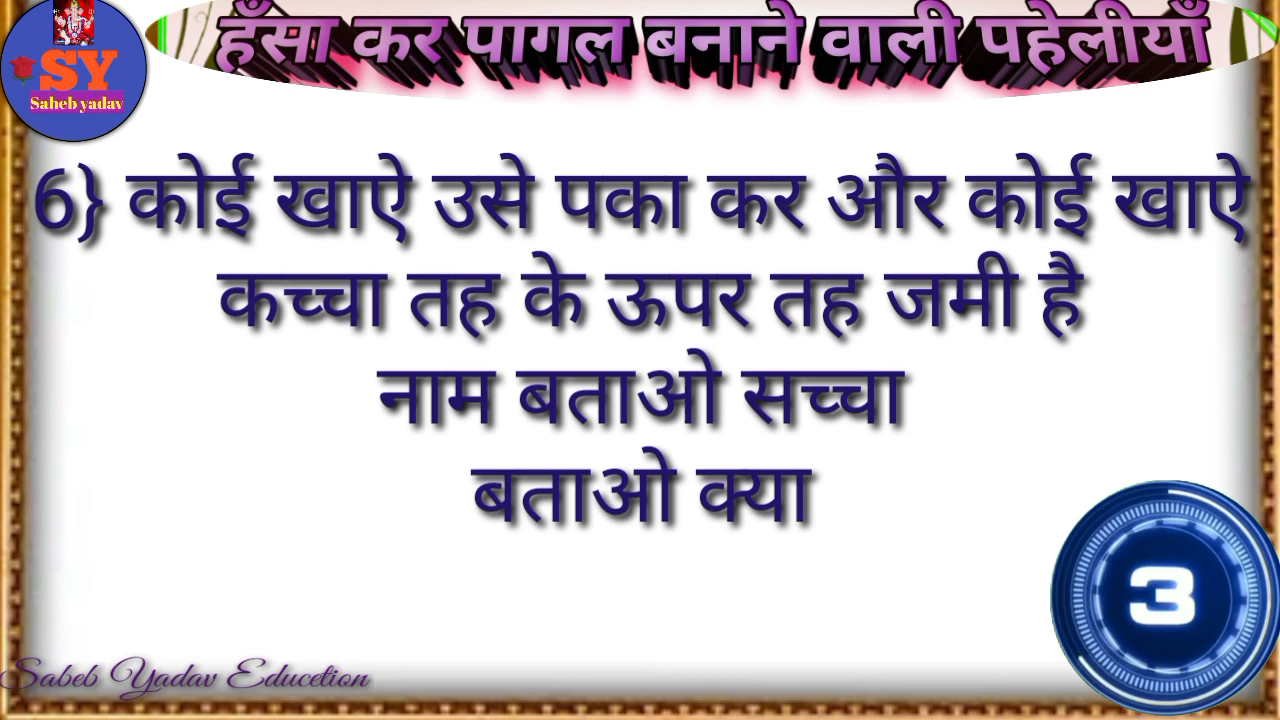 हँसा कर पागल बनाने वाली पहेलीयाँ
SY
Saheb yadav
6} कोई खाऐ उसे पका कर और कोई खाऐ
कच्चा तह के ऊपर तह जमी है
नाम बताओ सच्चा
बताओ क्या
3
Sabeb Yadav Educetion